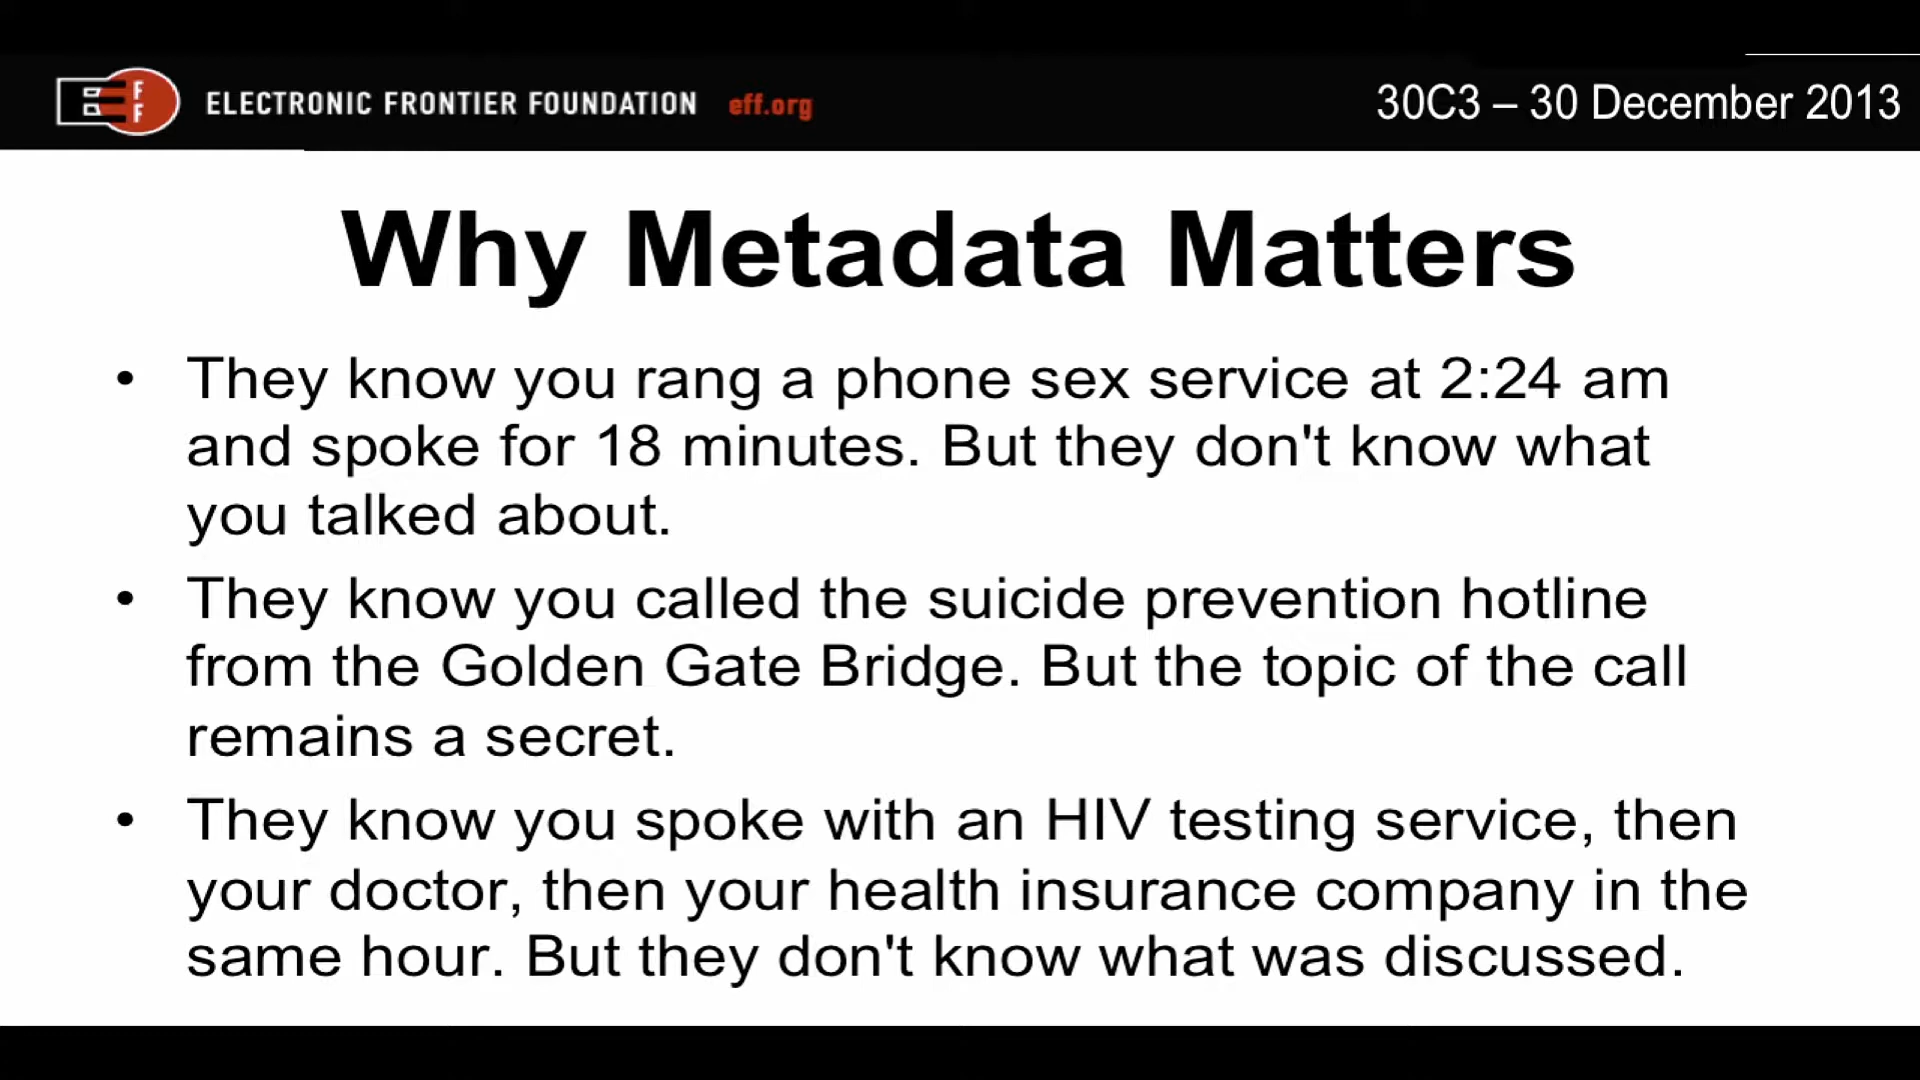 EFF ELECTRONIC FRONTIER FOUNDATION eff.org
30C3 – 30 December 2013
Why Metadata Matters
• They know you rang a phone sex service at 2:24 am
and spoke for 18 minutes. But they don't know what
you talked about.
• They know you called the suicide prevention hotline
from the Golden Gate Bridge. But the topic of the call
remains a secret.
• They know you spoke with an HIV testing service, then
your doctor, then your health insurance company in the
same hour. But they don't know what was discussed.